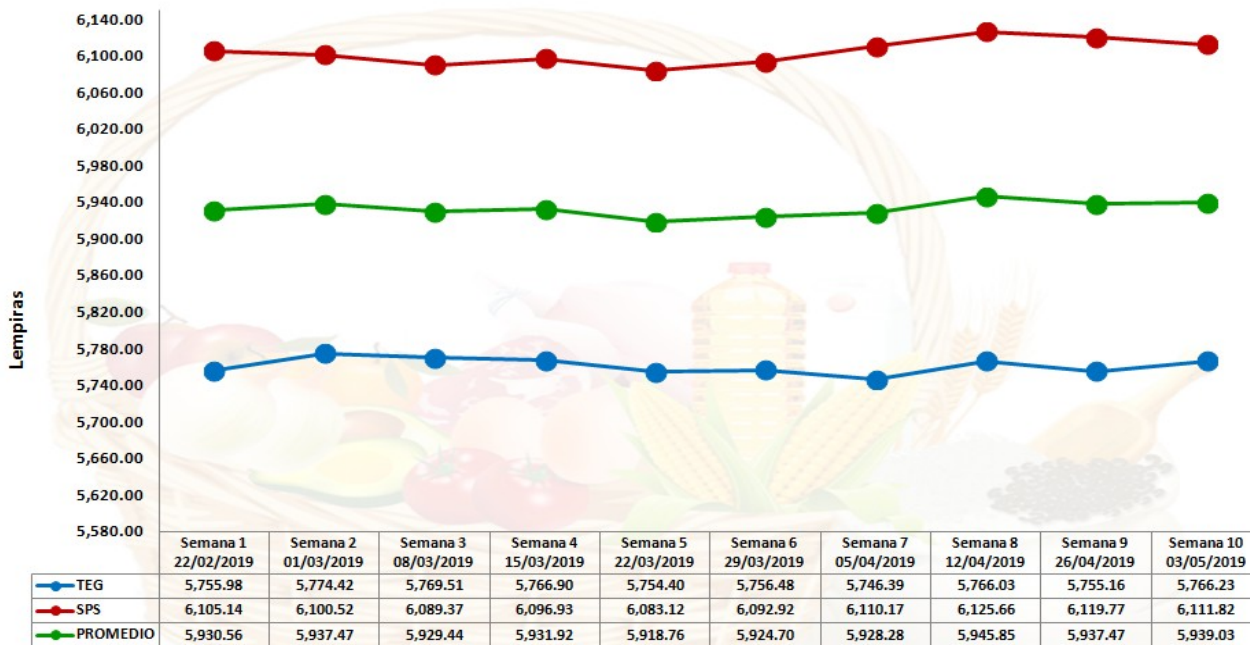 6,140.00
6,100.00
6,060.00
6,020.00
5,980.00
5,940.00
5,900.00
5,860.00
5,820.00
5,780.00
5,740.00
5,700.00
5,660.00
5,620.00
5,580.00
Lempiras
Semana 1 Semana 2 Semana 3 Semana 4 Semana 5 Semana 6 Semana 7 Semana 8 Semana 9 Semana 10
22/02/2019 01/03/2019 08/03/2019 15/03/2019 22/03/2019 29/03/2019 05/04/2019 12/04/2019 26/04/2019 03/05/2019
TEG 5,755.98 5,774.42 5,769.51 5,766.90 5,754.40 5,756.48 5,746.39 5,766.03 5,755.16 5,766.23
SPS 6,105.14 6,100.52 6,089.37 6,096.93 6,083.12 6,092.92 6,110.17 6,125.66 6,119.77 6,111.82
PROMEDIO 5,930.56 5,937.47 5,929.44 5,931.92 5,918.76 5,924.70 5,928.28 5,945.85 5,937.47 5,939.03